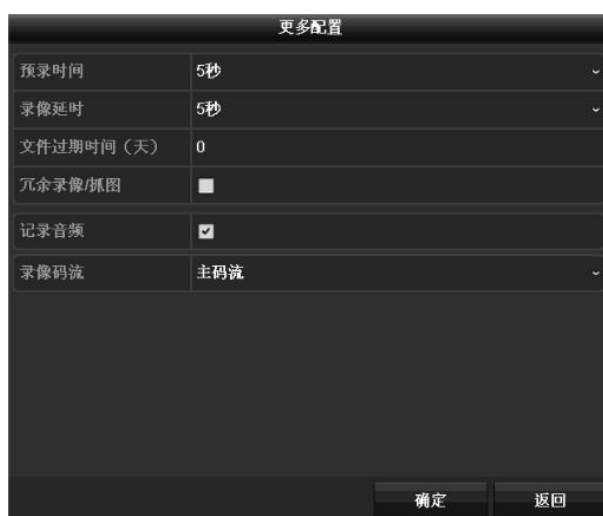 更多配置
预录时间 5秒
录像延时 5秒
文件过期时间（天） 0
冗余录像/抓图
记录音频
录像码流 主码流
确定 返回